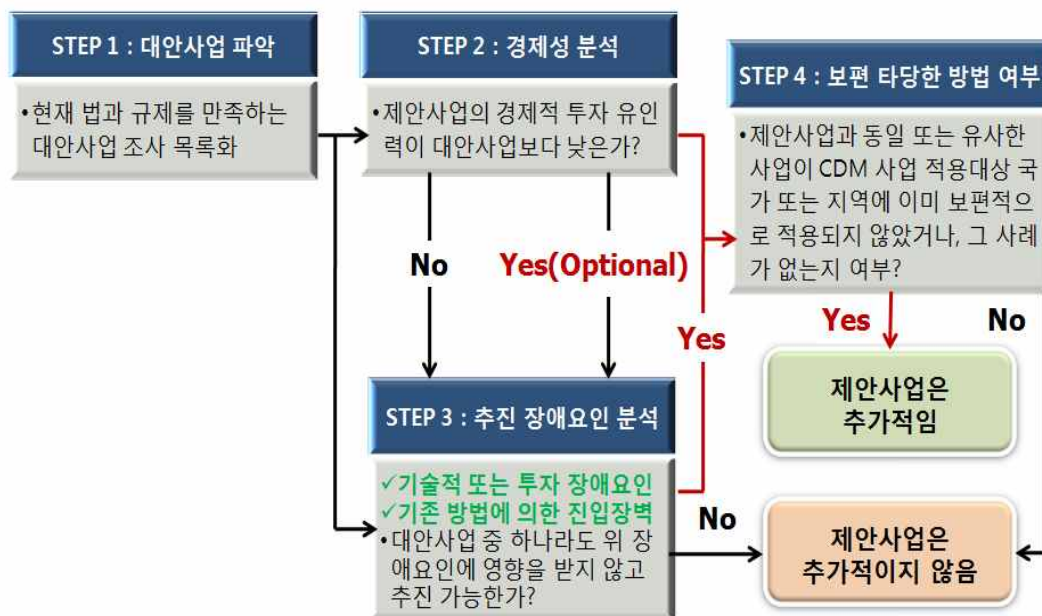 STEP 1 : 대안사업 파악
•현재 법과 규제를 만족하는
대안사업 조사 목록화
STEP 2 : 경제성 분석
•제안사업의 경제적 투자 유인
력이 대안사업보다 낮은가?
No
Yes(Optional)
Yes
STEP 3 : 추진 장애요인 분석
✓기술적 또는 투자 장애요인
✓기존 방법에 의한 진입장벽
•대안사업 중 하나라도 위 장
애요인에 영향을 받지 않고
추진 가능한가?
No
STEP 4 : 보편 타당한 방법 여부
•제안사업과 동일 또는 유사한
사업이 CDM 사업 적용대상 국
가 또는 지역에 이미 보편적으
로 적용되지 않았거나, 그 사례
가 없는지 여부?
Yes
No
제안사업은
추가적임
제안사업은
추가적이지 않음